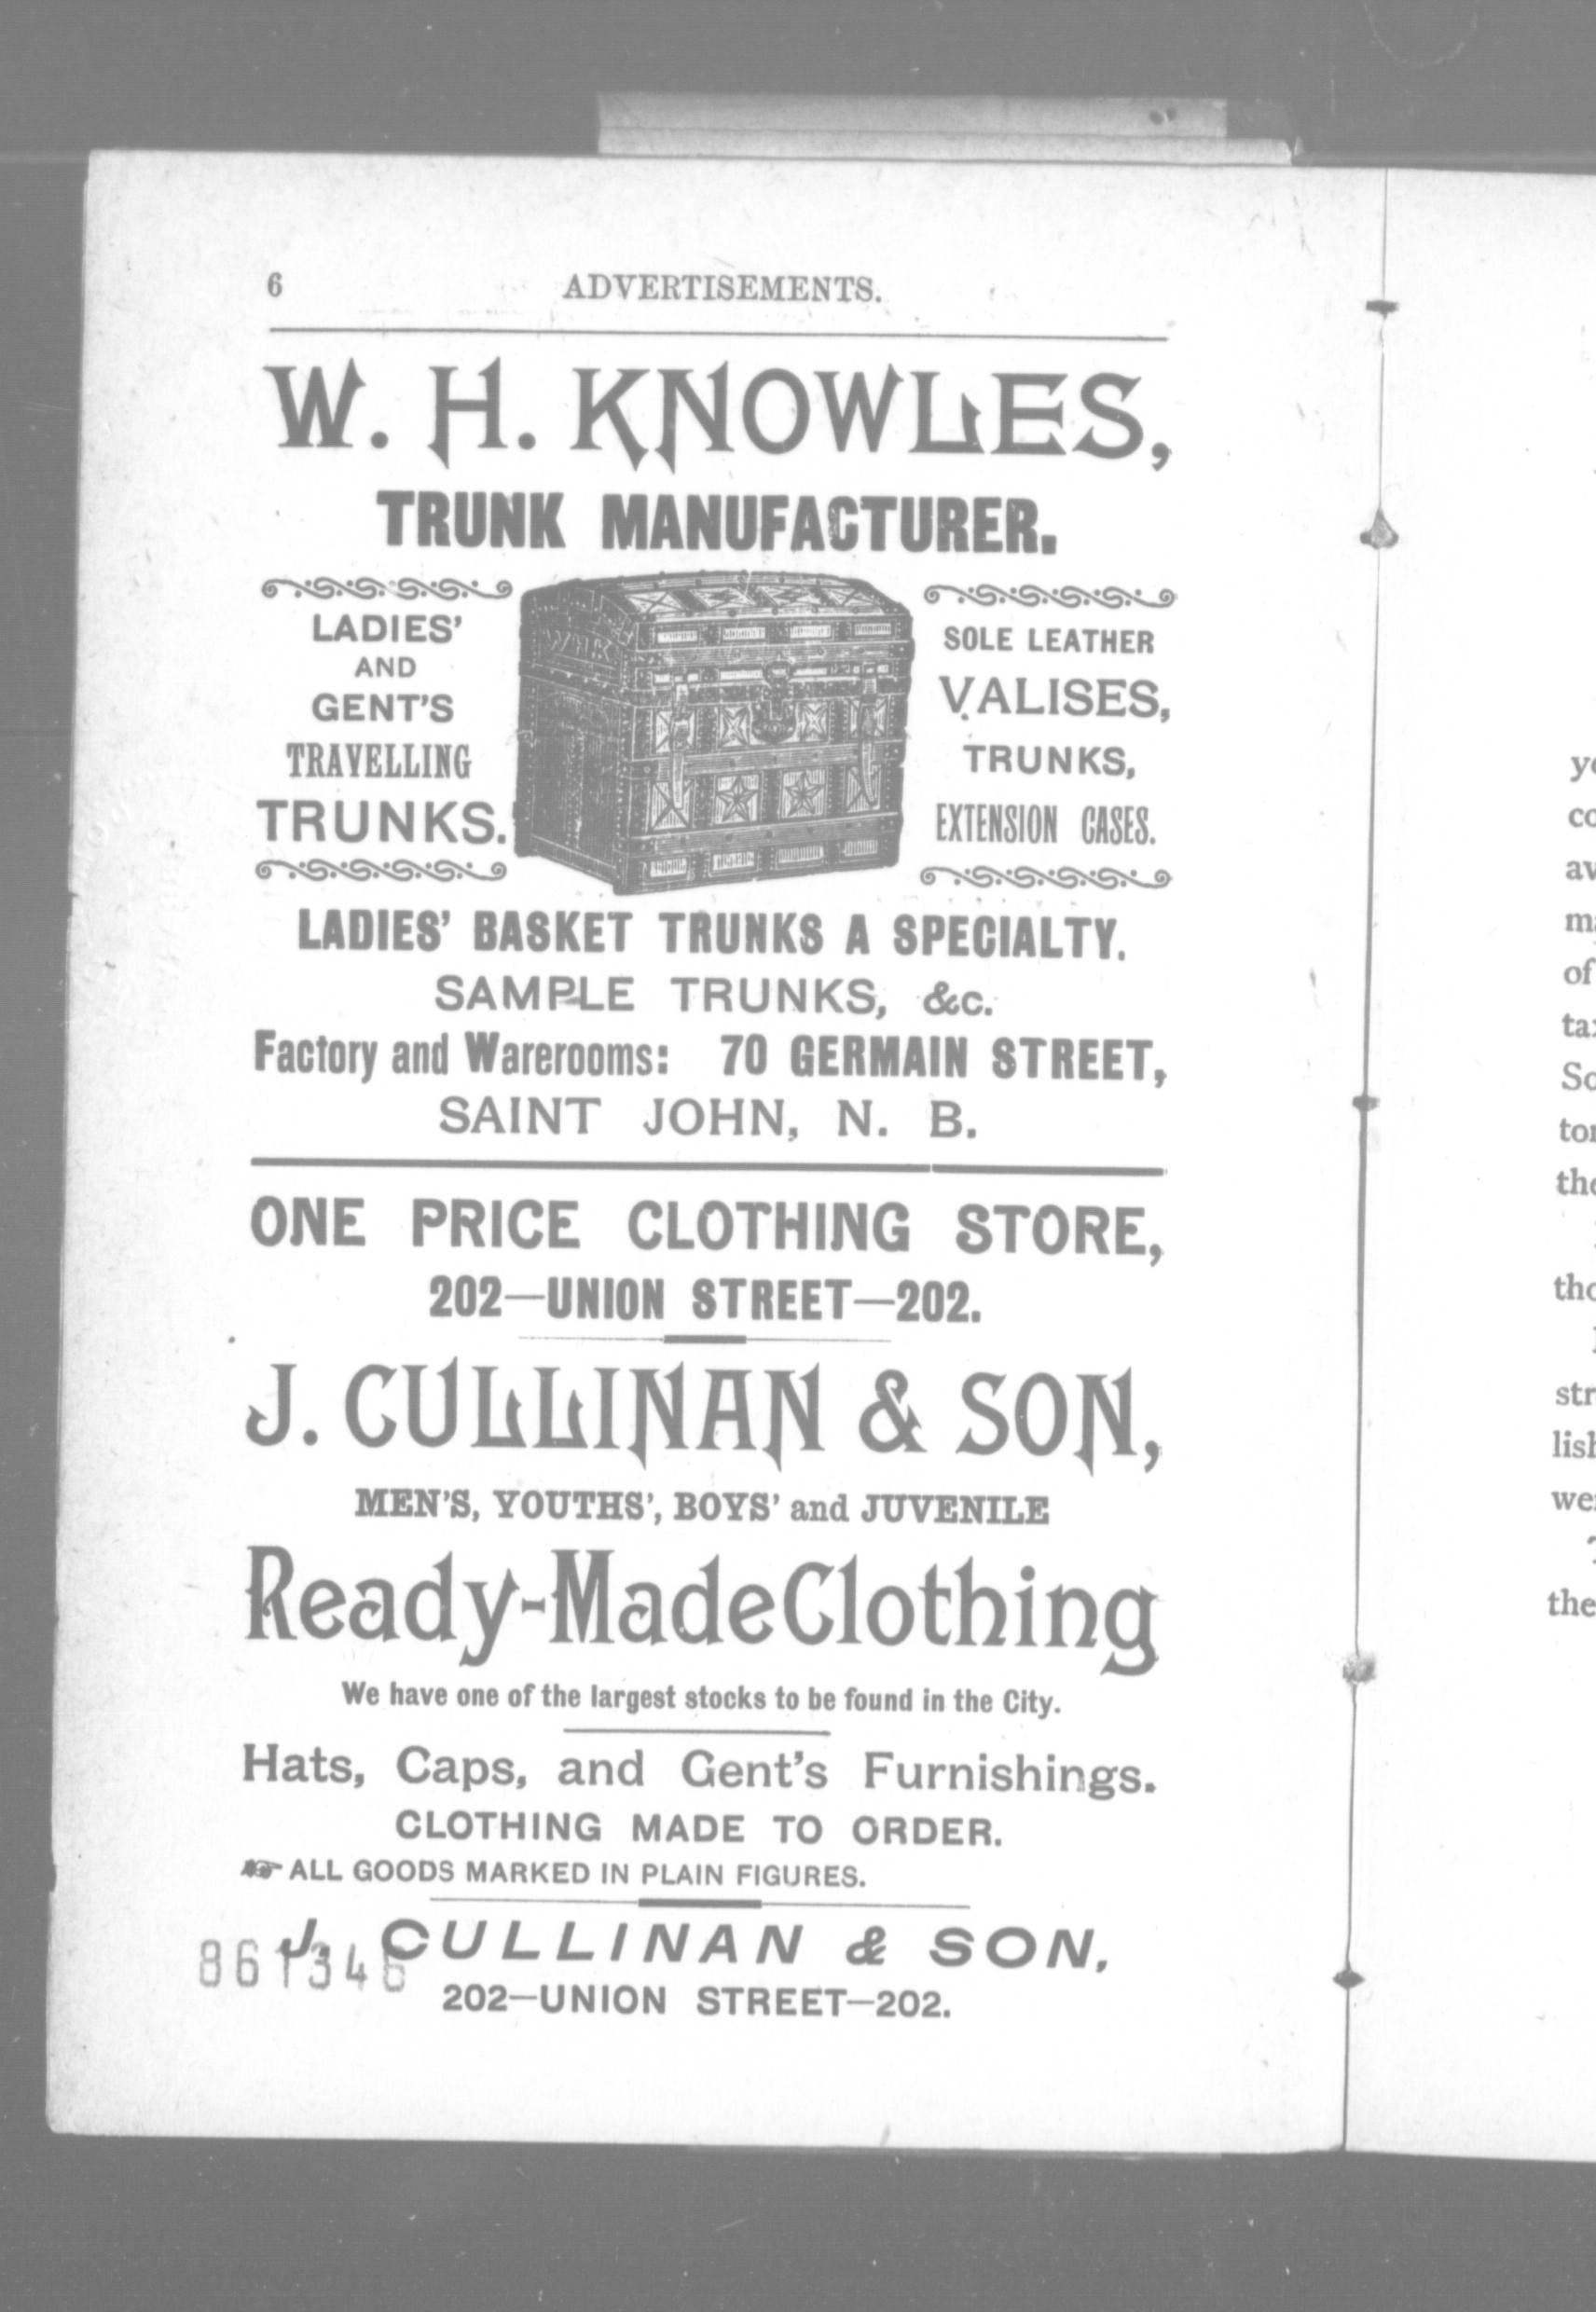 6 ADVERTISEMENTS.
W. H. KNOWLES,
TRUNK MANUFACTURER.
LADIES'
AND
GENT'S
TRAVELLING
TRUNKS.
WHK
SOLE LEATHER
VALISES,
TRUNKS,
EXTENSION CASES.
LADIES' BASKET TRUNKS A SPECIALTY.
SAMPLE TRUNKS, &c.
Factory and Warerooms: 70 GERMAIN STREET,
SAINT JOHN, N. B.
ONE PRICE CLOTHING STORE,
202—UNION STREET—202.
J. CULLINAN & SON,
MEN'S, YOUTHS', BOYS' and JUVENILE
Ready-Made Clothing
We have one of the largest stocks to be found in the City.
Hats, Caps, and Gent's Furnishings.
CLOTHING MADE TO ORDER.
☞ ALL GOODS MARKED IN PLAIN FIGURES.
J. CULLINAN & SON,
861346
202—UNION STREET—202.
of
the